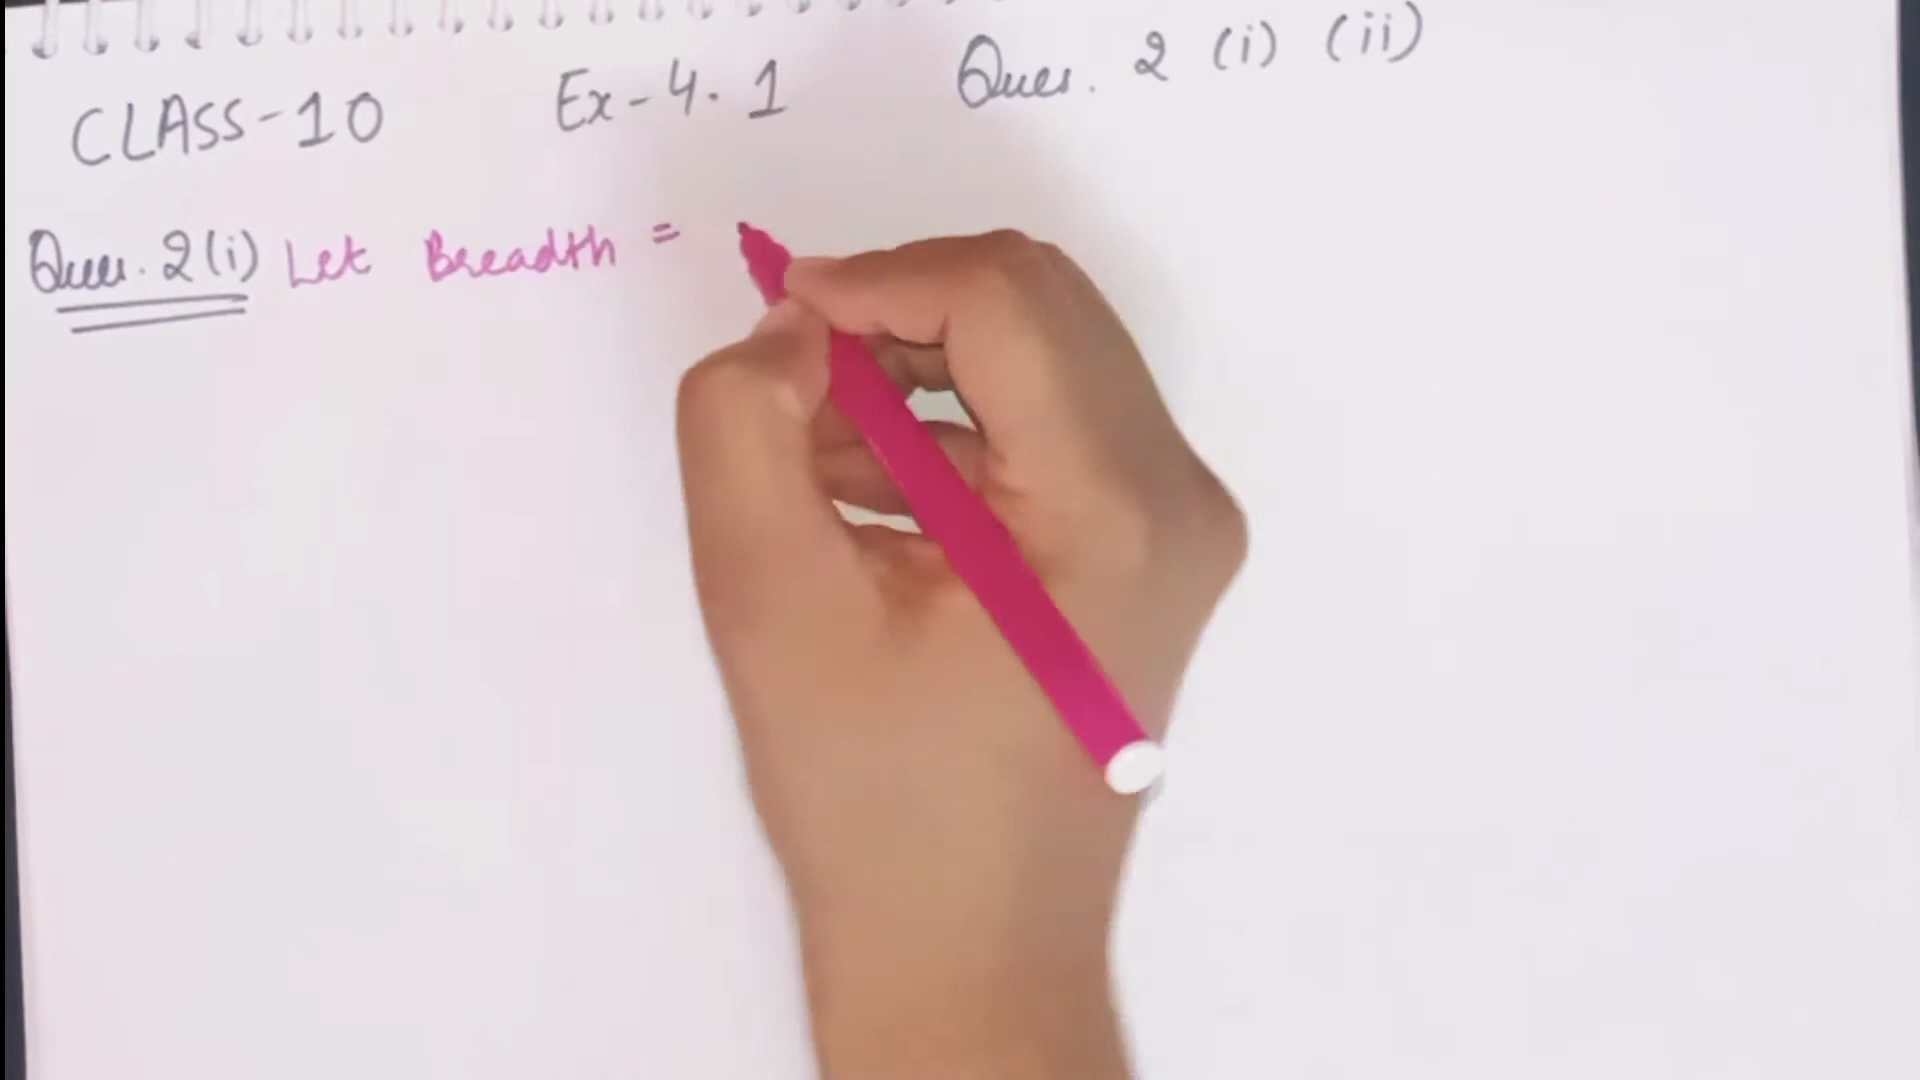 CLASS-10 Ex-4.1 Ques. 2 (i) (ii)
Ques. 2(i) Let Breadth =